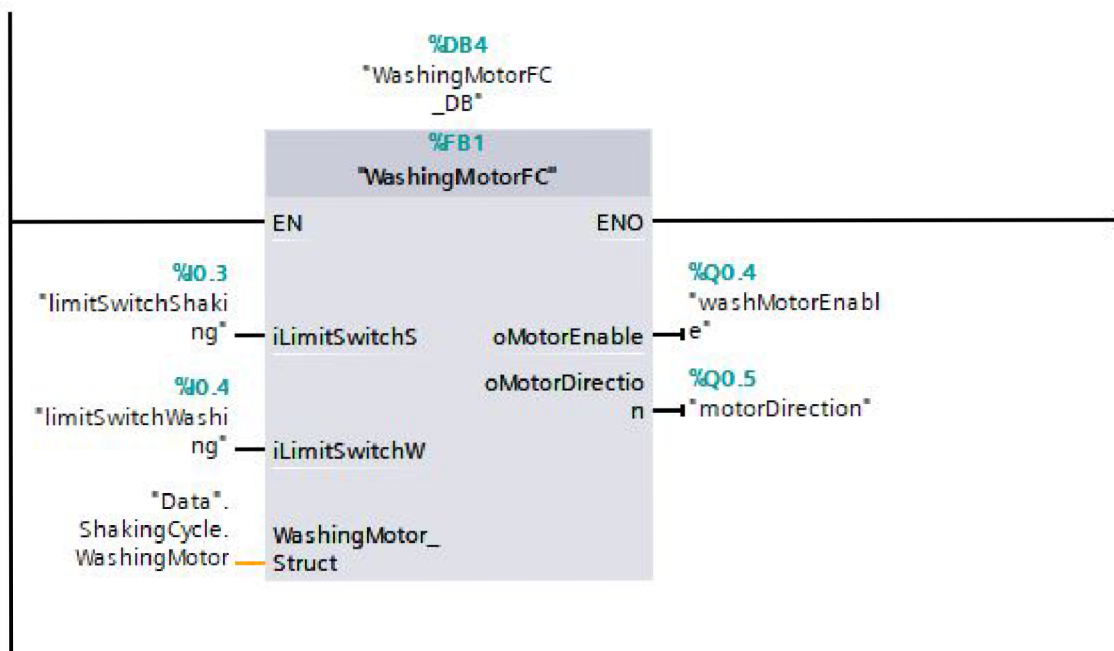 %DB4
"WashingMotorFC
_DB"
%FB1
"WashingMotorFC"
EN
ENO
%I0.3
"limitSwitchShaki
ng"
iLimitSwitchS
oMotorEnable
%Q0.4
"washMotorEnabl
e"
%I0.4
"limitSwitchWashi
ng"
iLimitSwitchW
oMotorDirectio
n
%Q0.5
"motorDirection"
"Data".
ShakingCycle.
WashingMotor
WashingMotor_
Struct